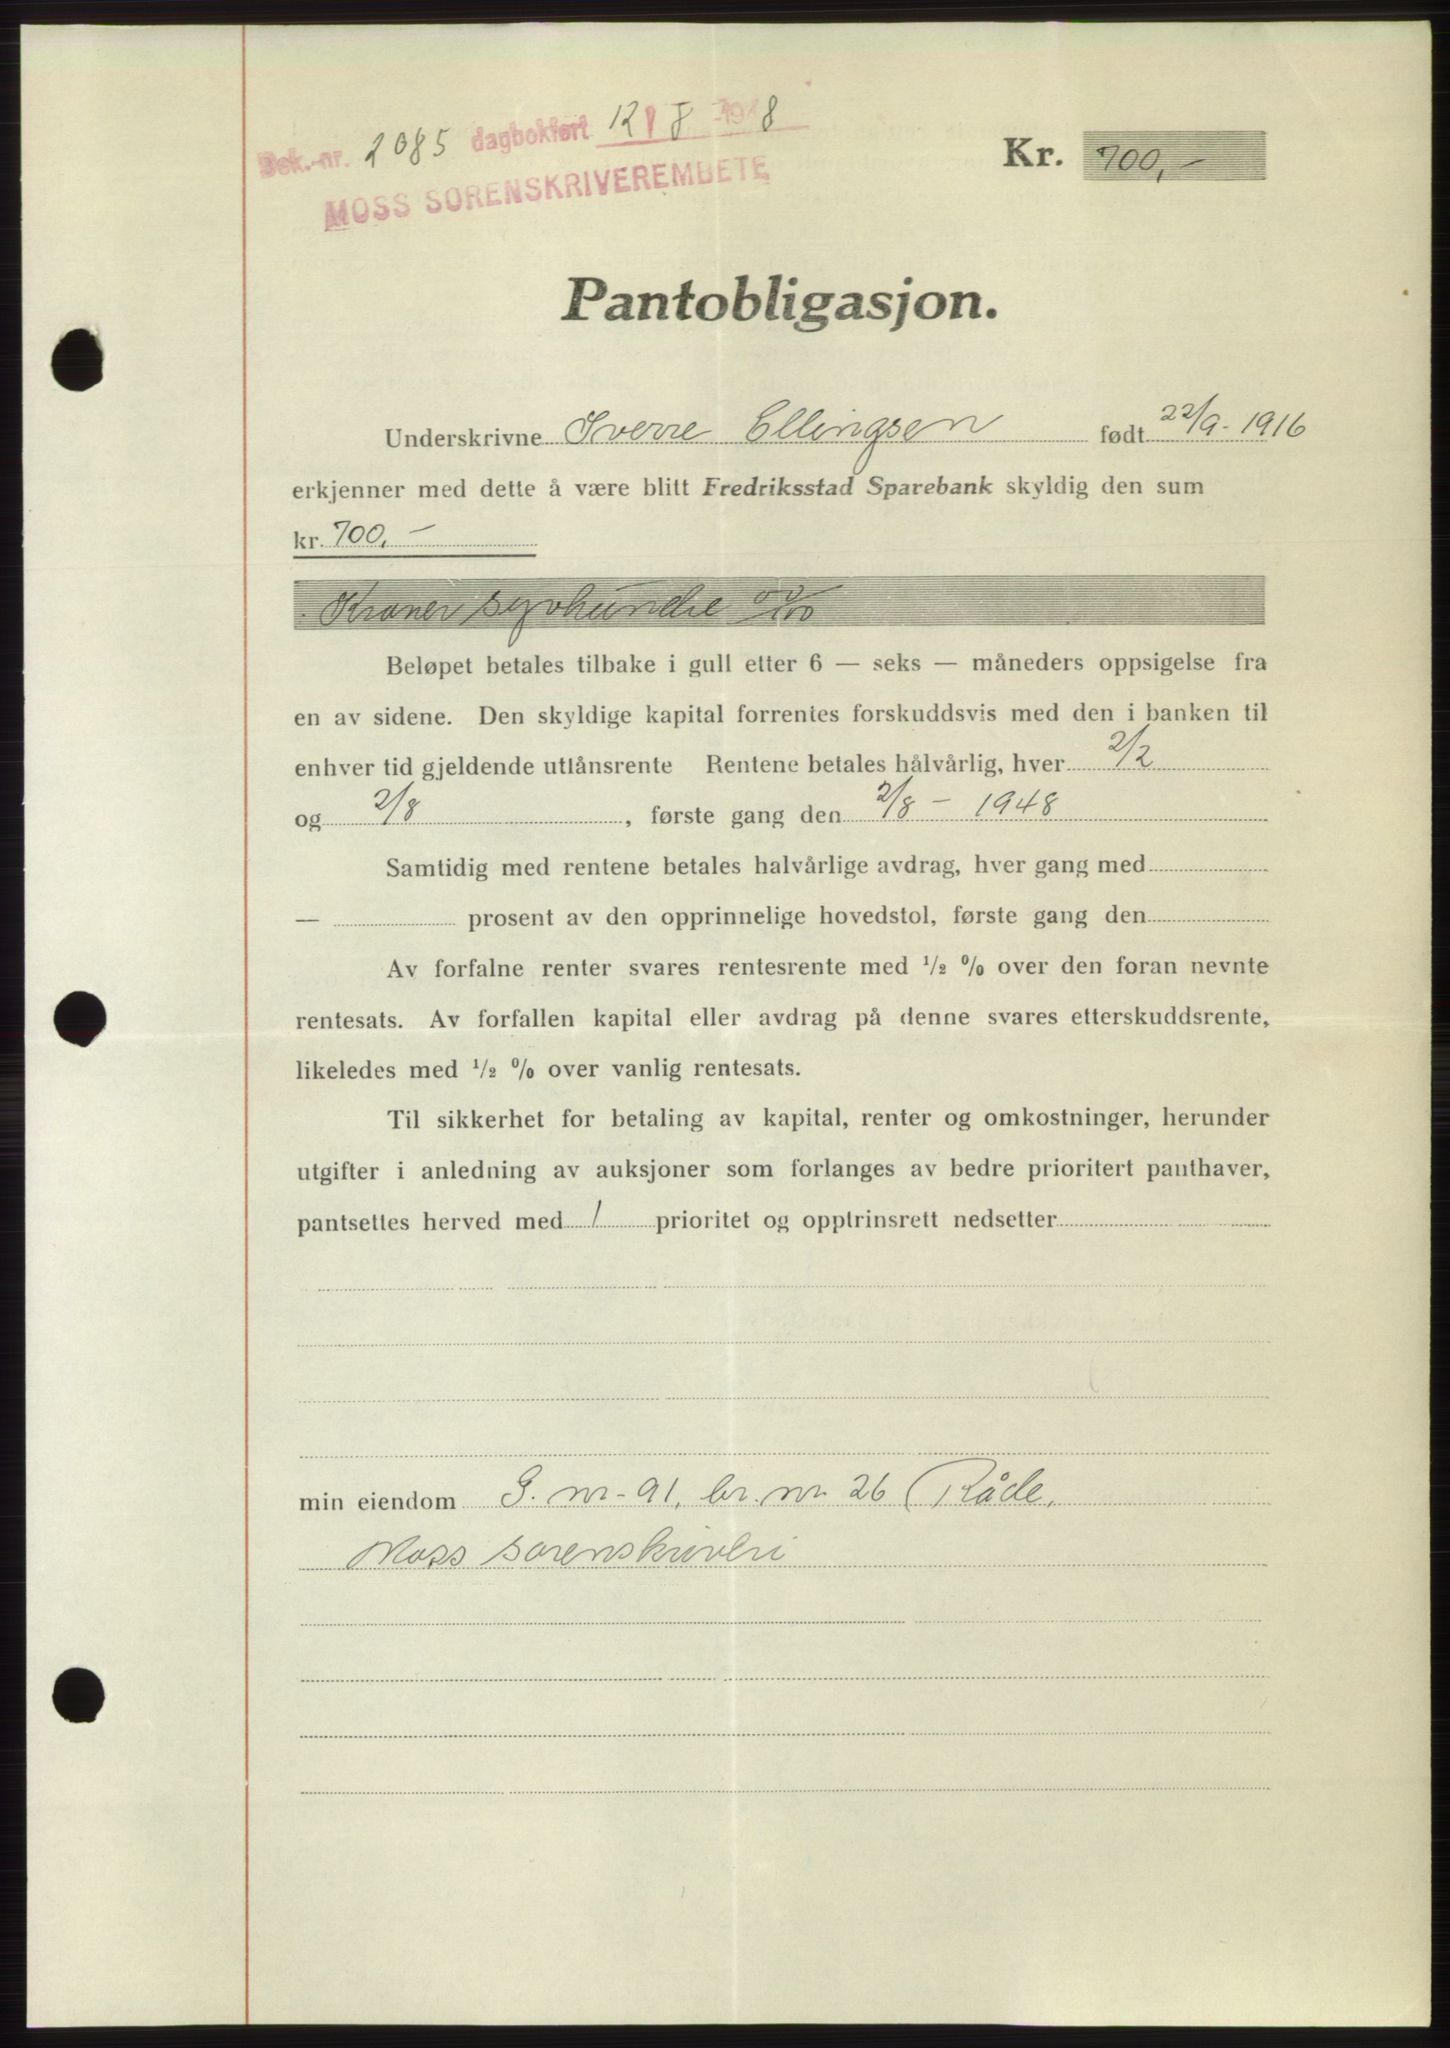 Dok.-nr. 2085 dagbokført 12/8 1948
MOSS SORENSKRIVEREMBETE
Kr. 700,-
Pantobligasjon.
Underskrivne Sverre Ellingsen født 22/9-1916
erkjenner med dette å være blitt Fredriksstad Sparebank skyldig den sum
kr. 700,-
Kroner syvhundre 00/100
Beløpet betales tilbake i gull etter 6 — seks — måneders oppsigelse fra
en av sidene. Den skyldige kapital forrentes forskuddsvis med den i banken til
enhver tid gjeldende utlånsrente Rentene betales hålvårlig, hver 2/2
og 2/8, første gang den 2/8 - 1948
Samtidig med rentene betales halvårlige avdrag, hver gang med
— prosent av den opprinnelige hovedstol, første gang den
Av forfalne renter svares rentesrente med 1/2 % over den foran nevnte
rentesats. Av forfallen kapital eller avdrag på denne svares etterskuddsrente,
likeledes med 1/2 % over vanlig rentesats.
Til sikkerhet for betaling av kapital, renter og omkostninger, herunder
utgifter i anledning av auksjoner som forlanges av bedre prioritert panthaver,
pantsettes herved med 1 prioritet og opptrinsrett nedsetter
min eiendom G. nr. 91, br. nr. 26 i Råde,
Moss sorenskriveri